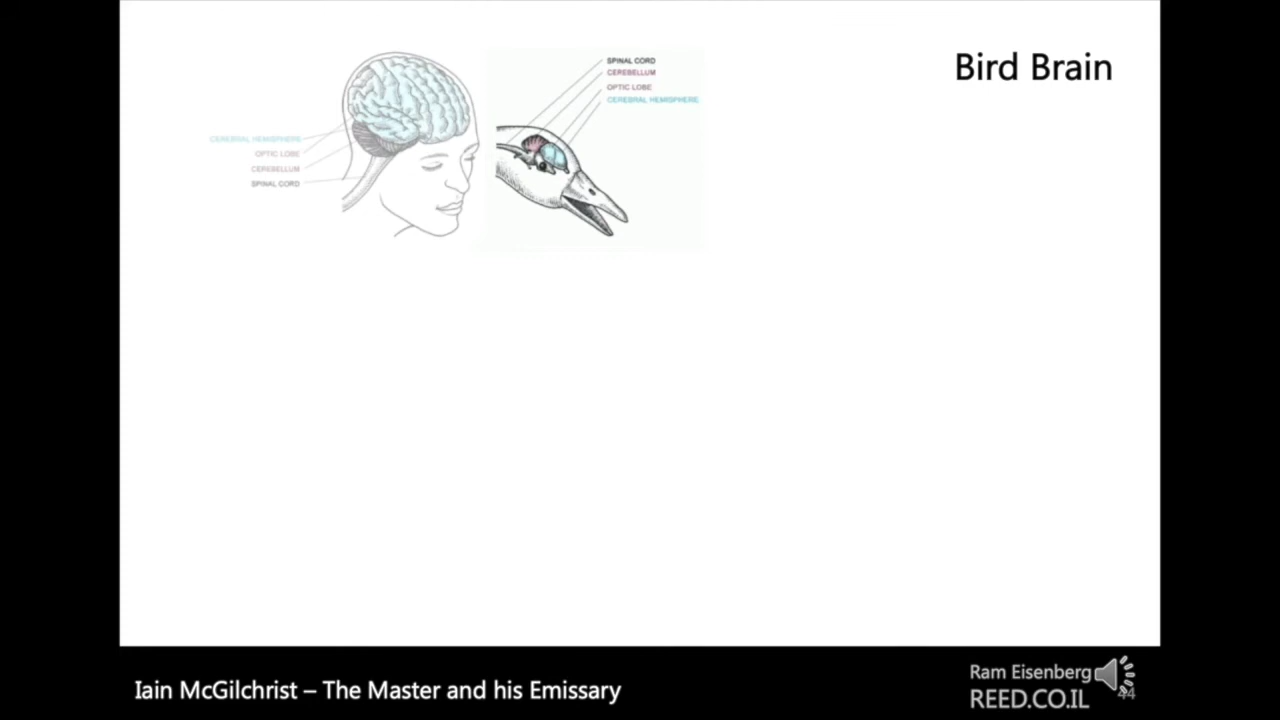 Bird Brain
CEREBRAL HEMISPHERE
OPTIC LOBE
CEREBELLUM
SPINAL CORD
SPINAL CORD
CEREBELLUM
OPTIC LOBE
CEREBRAL HEMISPHERE
Iain McGilchrist – The Master and his Emissary
Ram Eisenberg
REED.CO.IL
44